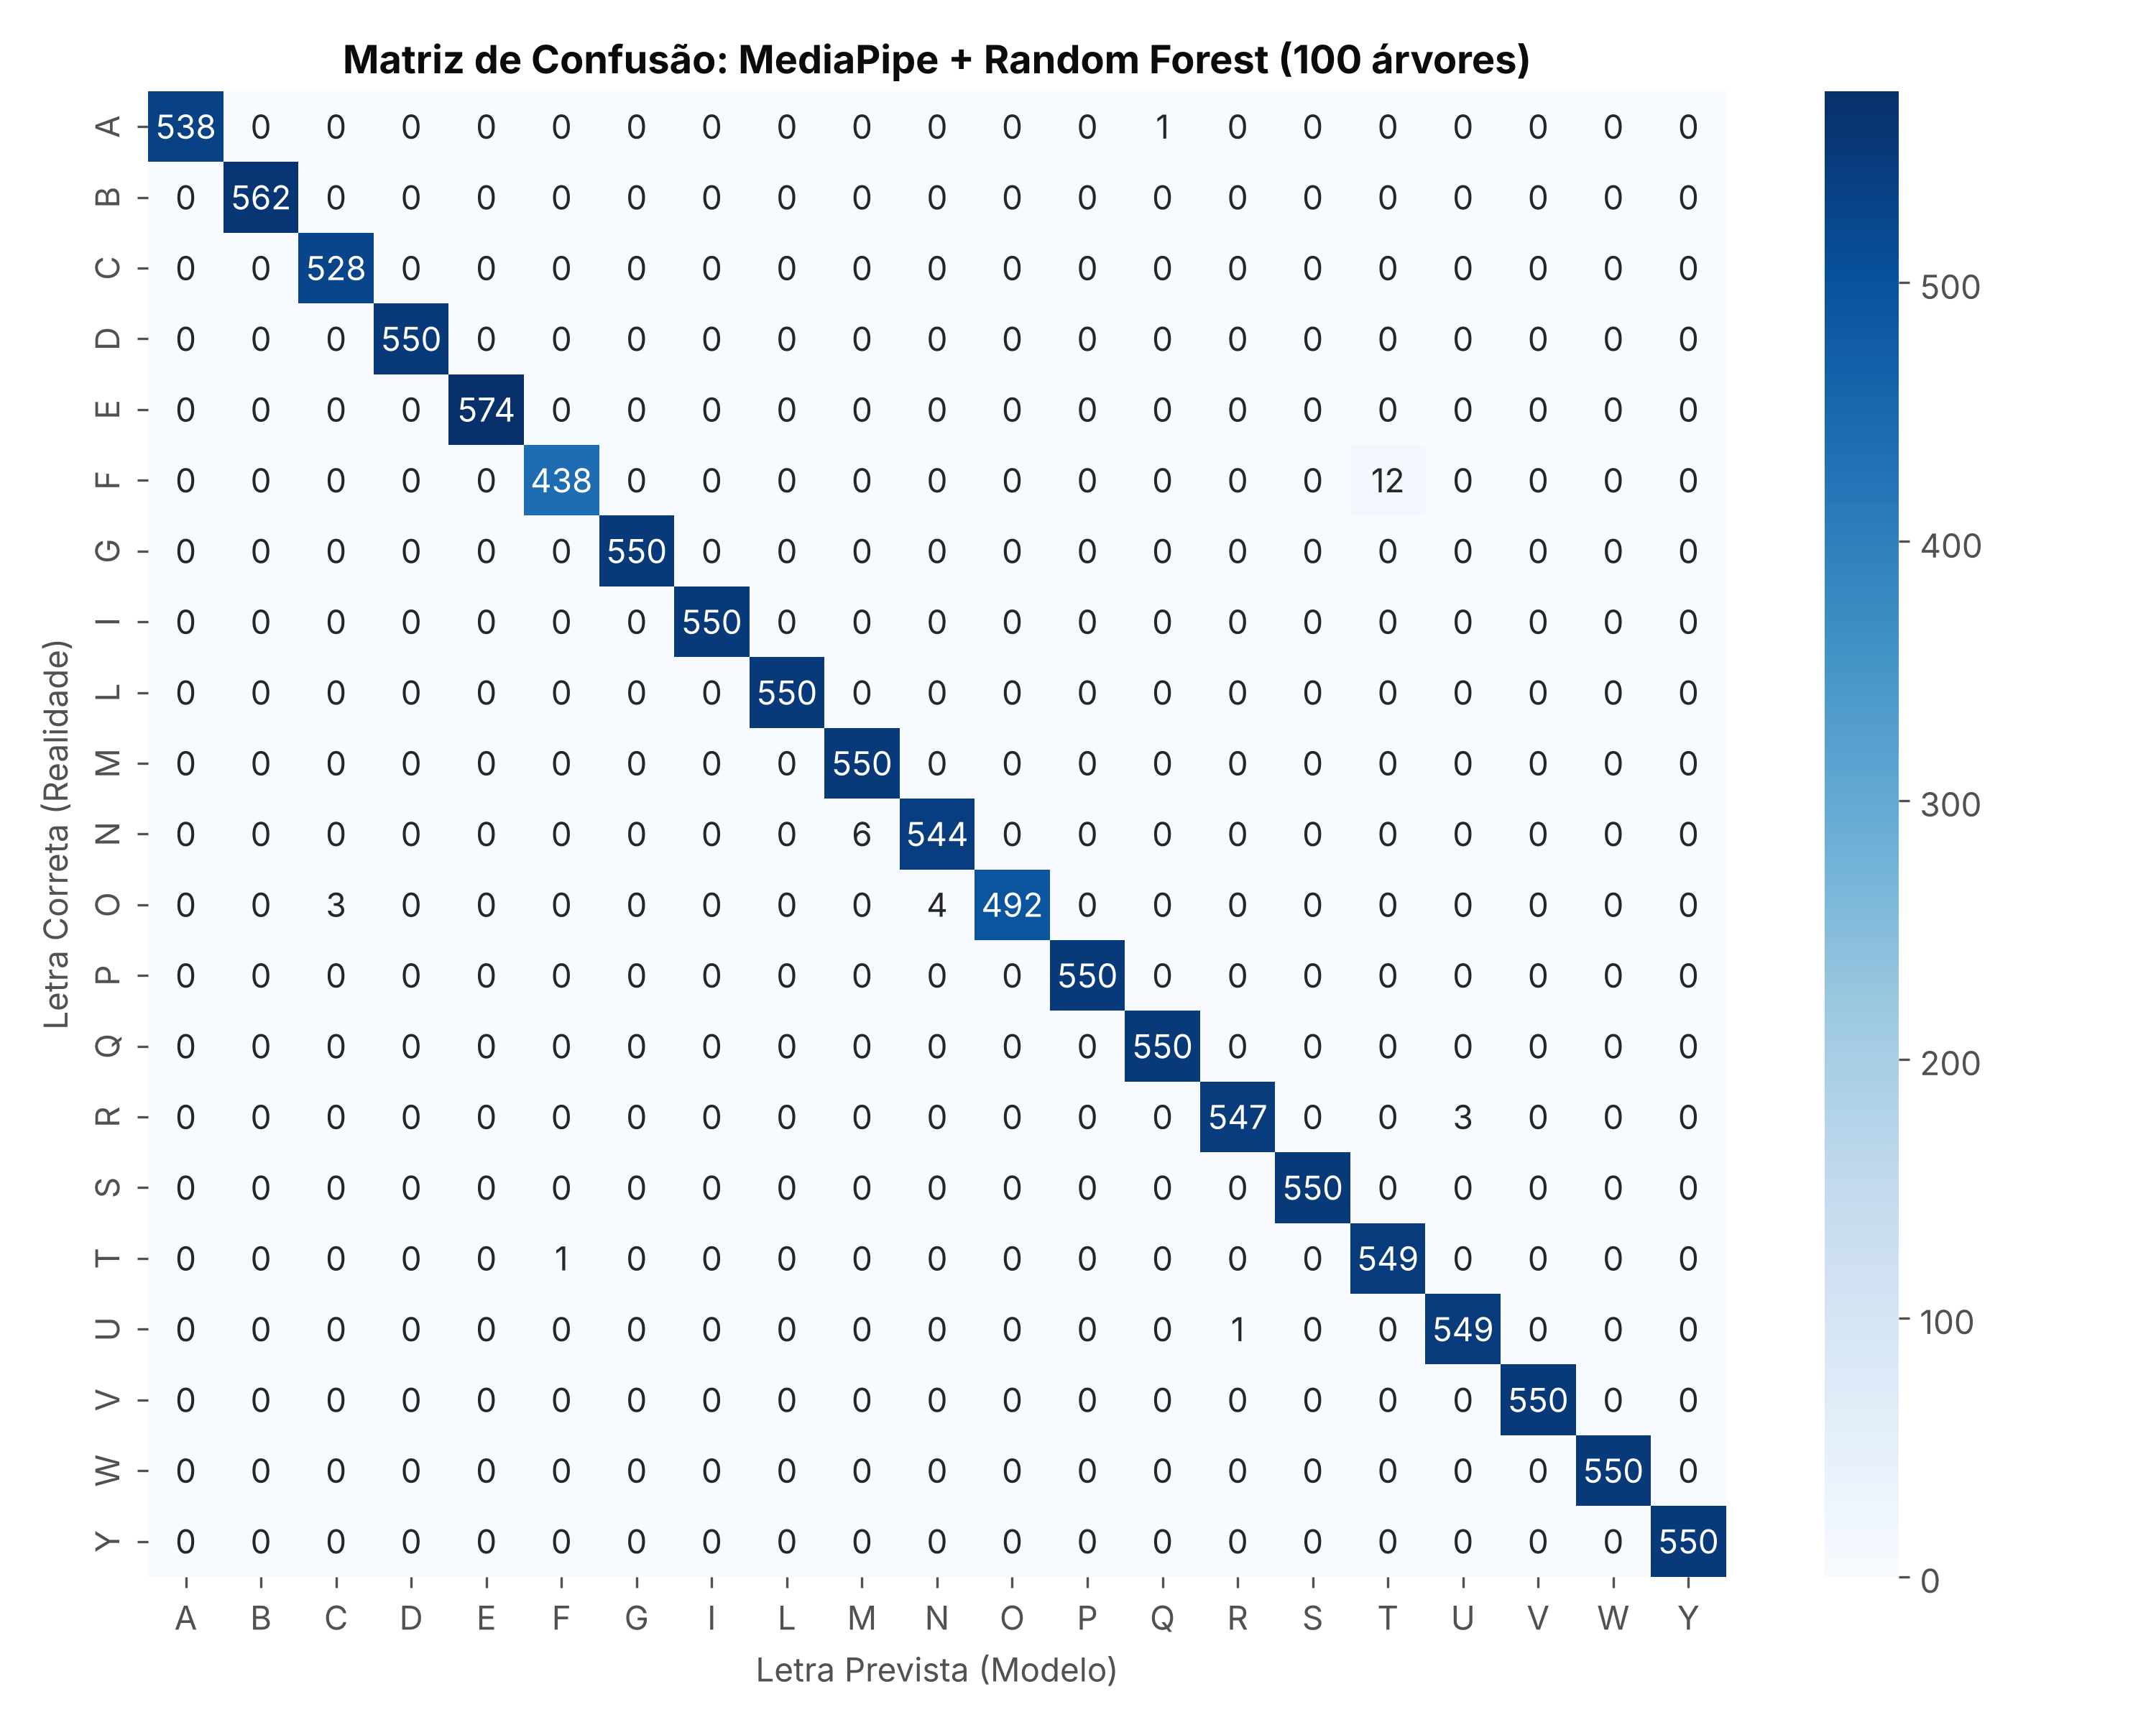 Matriz de Confusão: MediaPipe + Random Forest (100 árvores)
A 538 0 0 0 0 0 0 0 0 0 0 0 0 1 0 0 0 0 0 0 0
B 0 562 0 0 0 0 0 0 0 0 0 0 0 0 0 0 0 0 0 0 0
C 0 0 528 0 0 0 0 0 0 0 0 0 0 0 0 0 0 0 0 0 0
D 0 0 0 550 0 0 0 0 0 0 0 0 0 0 0 0 0 0 0 0 0
E 0 0 0 0 574 0 0 0 0 0 0 0 0 0 0 0 0 0 0 0 0
F 0 0 0 0 0 438 0 0 0 0 0 0 0 0 0 0 12 0 0 0 0
G 0 0 0 0 0 0 550 0 0 0 0 0 0 0 0 0 0 0 0 0 0
I 0 0 0 0 0 0 0 550 0 0 0 0 0 0 0 0 0 0 0 0 0
L 0 0 0 0 0 0 0 0 550 0 0 0 0 0 0 0 0 0 0 0 0
M 0 0 0 0 0 0 0 0 0 550 0 0 0 0 0 0 0 0 0 0 0
N 0 0 0 0 0 0 0 0 0 6 544 0 0 0 0 0 0 0 0 0 0
O 0 0 3 0 0 0 0 0 0 0 4 492 0 0 0 0 0 0 0 0 0
P 0 0 0 0 0 0 0 0 0 0 0 0 550 0 0 0 0 0 0 0 0
Q 0 0 0 0 0 0 0 0 0 0 0 0 0 550 0 0 0 0 0 0 0
R 0 0 0 0 0 0 0 0 0 0 0 0 0 0 547 0 0 3 0 0 0
S 0 0 0 0 0 0 0 0 0 0 0 0 0 0 0 550 0 0 0 0 0
T 0 0 0 0 0 1 0 0 0 0 0 0 0 0 0 0 549 0 0 0 0
U 0 0 0 0 0 0 0 0 0 0 0 0 0 0 1 0 0 549 0 0 0
V 0 0 0 0 0 0 0 0 0 0 0 0 0 0 0 0 0 0 550 0 0
W 0 0 0 0 0 0 0 0 0 0 0 0 0 0 0 0 0 0 0 550 0
Y 0 0 0 0 0 0 0 0 0 0 0 0 0 0 0 0 0 0 0 0 550
A B C D E F G I L M N O P Q R S T U V W Y
Letra Prevista (Modelo)
Letra Correta (Realidade)
500
400
300
200
100
0